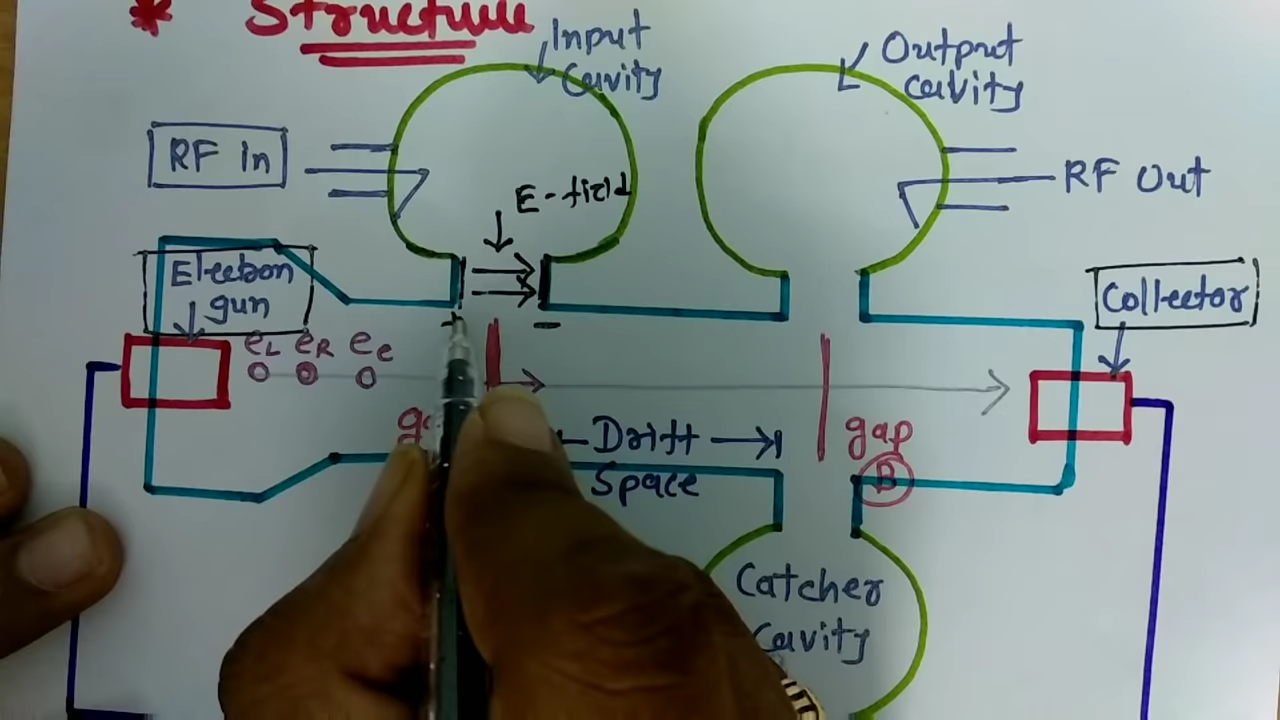 * Structure
Input
Cavity
Output
Cavity
RF In
E-field
RF Out
Electron
gun
Collector
eL eR ee
Drift
Space
gap
B
Catcher
Cavity